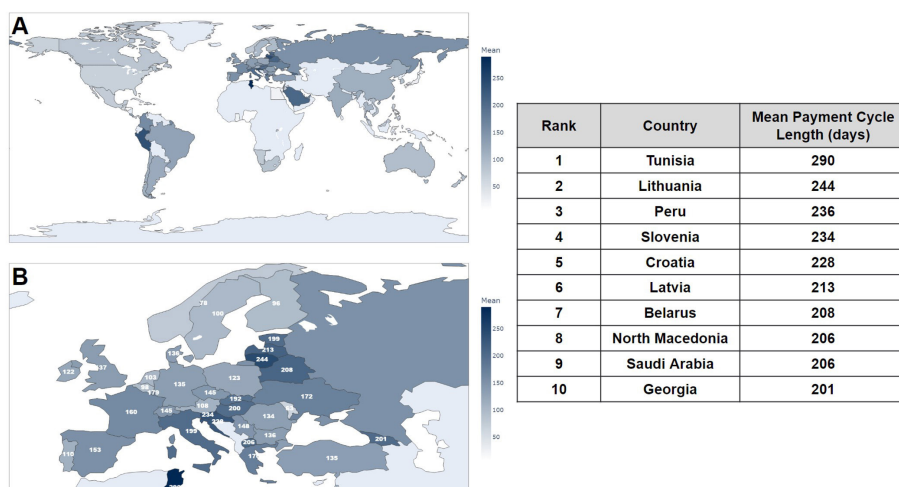 A
Mean
250
200
150
100
50
B
Mean
250
200
150
100
50
78
100
96
199
213
244
208
136
122
137
103
98
179
135
123
172
145
108
192
200
160
148
234
134
148
136
195
206
201
110
153
139
Rank Country Mean Payment Cycle Length (days)
1 Tunisia 290
2 Lithuania 244
3 Peru 236
4 Slovenia 234
5 Croatia 228
6 Latvia 213
7 Belarus 208
8 North Macedonia 206
9 Saudi Arabia 206
10 Georgia 201